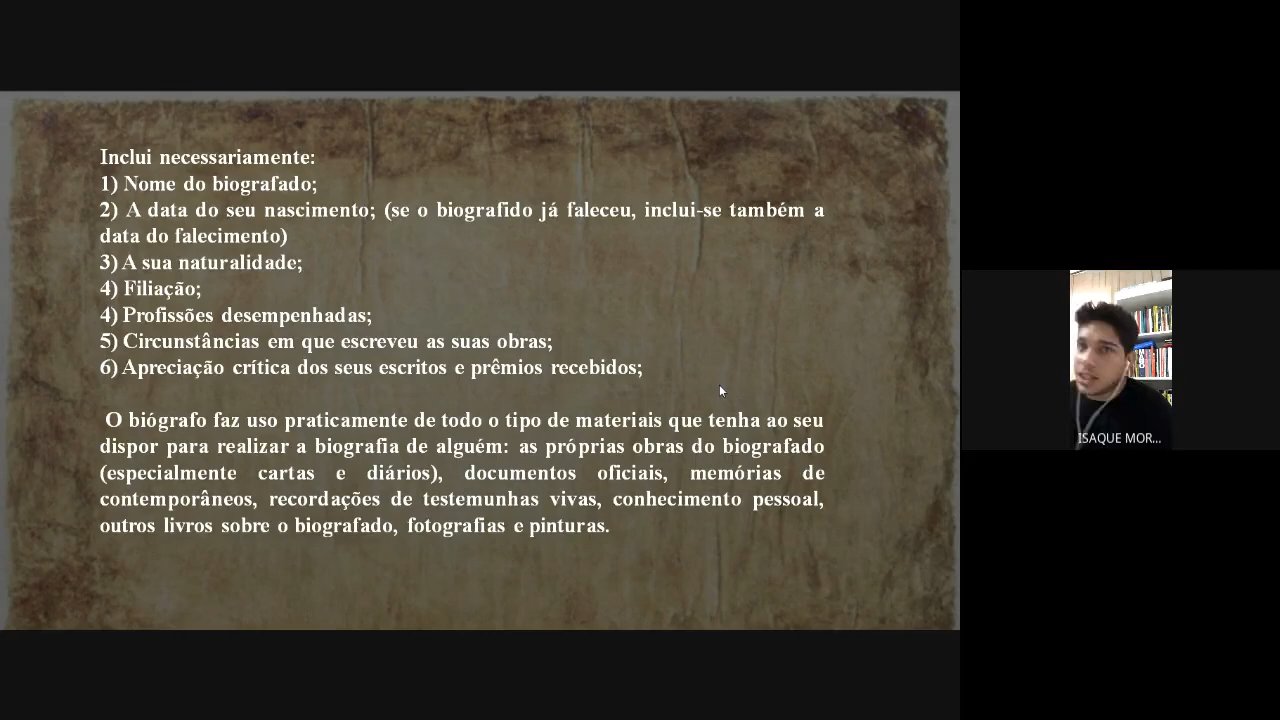 Inclui necessariamente:
1) Nome do biografado;
2) A data do seu nascimento; (se o biografido já faleceu, inclui-se também a
data do falecimento)
3) A sua naturalidade;
4) Filiação;
4) Profissões desempenhadas;
5) Circunstâncias em que escreveu as suas obras;
6) Apreciação crítica dos seus escritos e prêmios recebidos;
O biógrafo faz uso praticamente de todo o tipo de materiais que tenha ao seu
dispor para realizar a biografia de alguém: as próprias obras do biografado
(especialmente cartas e diários), documentos oficiais, memórias de
contemporâneos, recordações de testemunhas vivas, conhecimento pessoal,
outros livros sobre o biografado, fotografias e pinturas.
ISAQUE MOR...